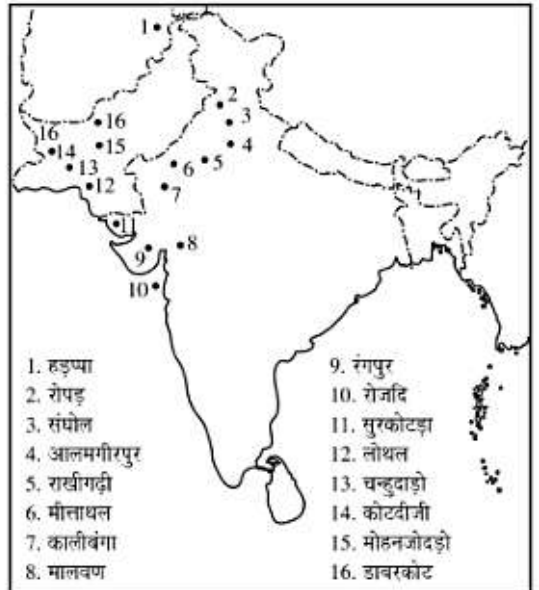 1
2
3
16
16
4
15
14
5
6
13
12
7
11
8
9
10
1. हड़प्पा
2. रोपड़
3. संघोल
4. आलमगीरपुर
5. राखीगढ़ी
6. मीत्ताथल
7. कालीबंगा
8. मालवण
9. रंगपुर
10. रोजदि
11. सुरकोटड़ा
12. लोथल
13. चन्हुदाड़ो
14. कोटदीजी
15. मोहनजोदड़ो
16. डाबरकोट